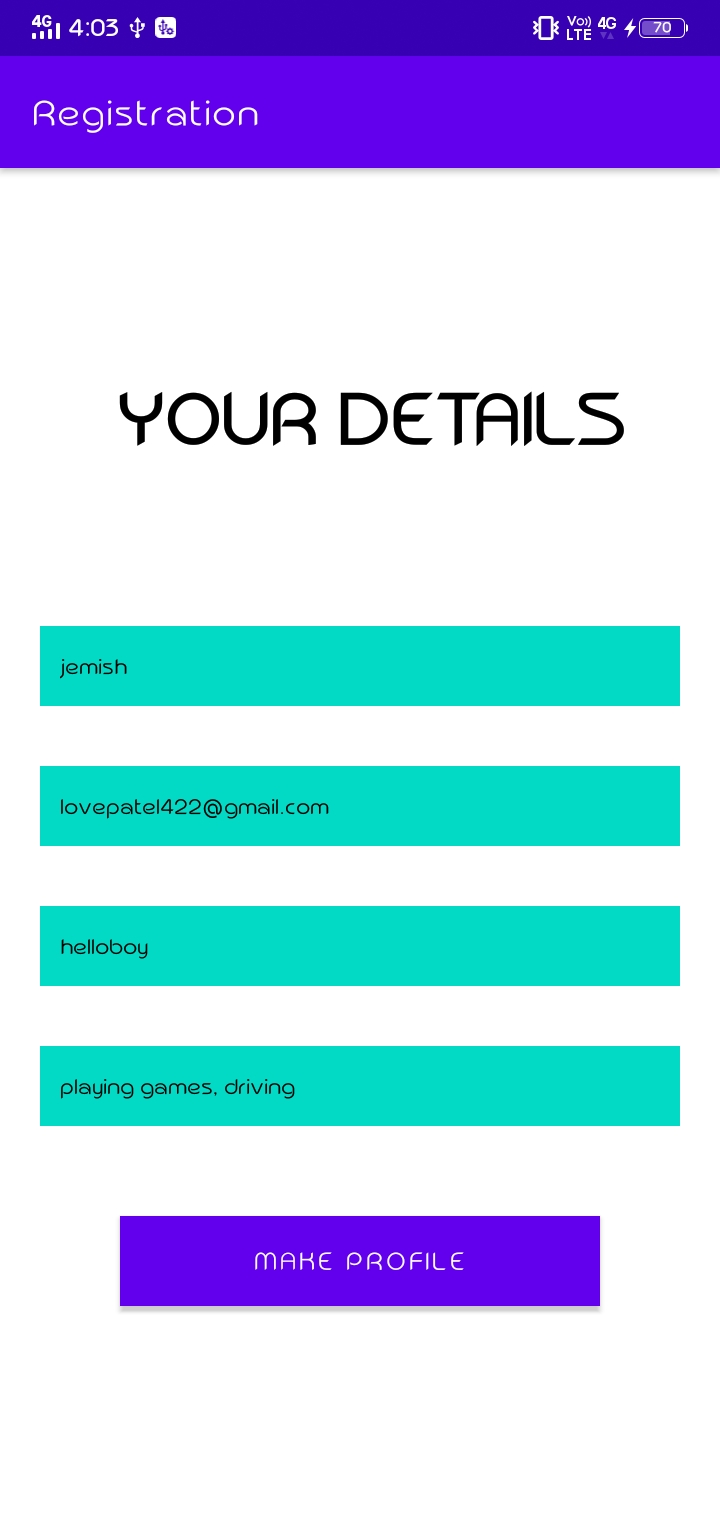 4G 4:03 Vo)) LTE 4G 70
Registration
YOUR DETAILS
jemish
lovepatel422@gmail.com
helloboy
playing games, driving
MAKE PROFILE